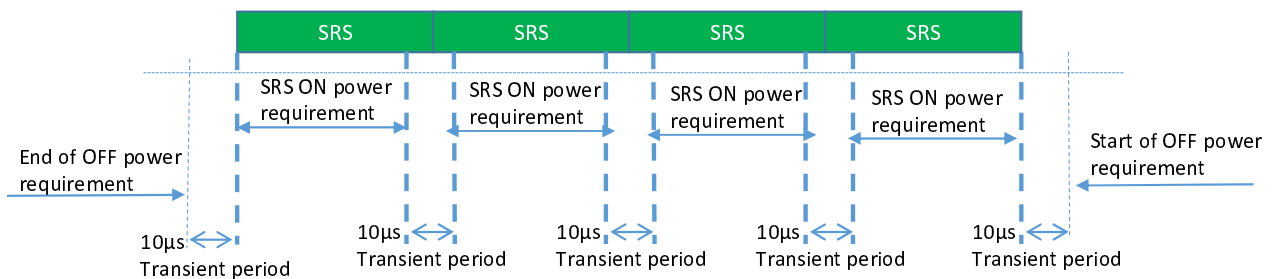 SRS
SRS
SRS
SRS
SRS ON power
requirement
SRS ON power
requirement
SRS ON power
requirement
SRS ON power
requirement
End of OFF power
requirement
Start of OFF power
requirement
10µs
Transient period
10µs
Transient period
10µs
Transient period
10µs
Transient period
10µs
Transient period